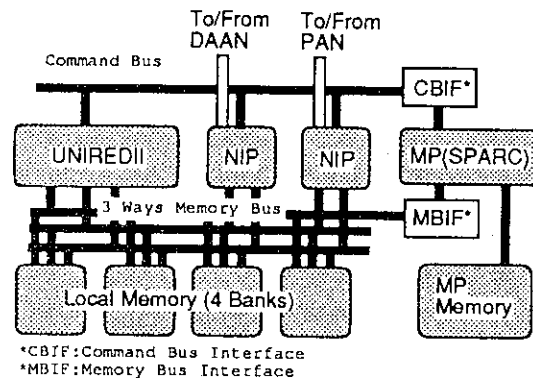 To/From To/From
DAAN PAN
Command Bus
CBIF*
UNIREDII NIP NIP MP(SPARC)
3 Ways Memory Bus
MBIF*
Local Memory (4 Banks)
MP
Memory
*CBIF:Command Bus Interface
*MBIF:Memory Bus Interface